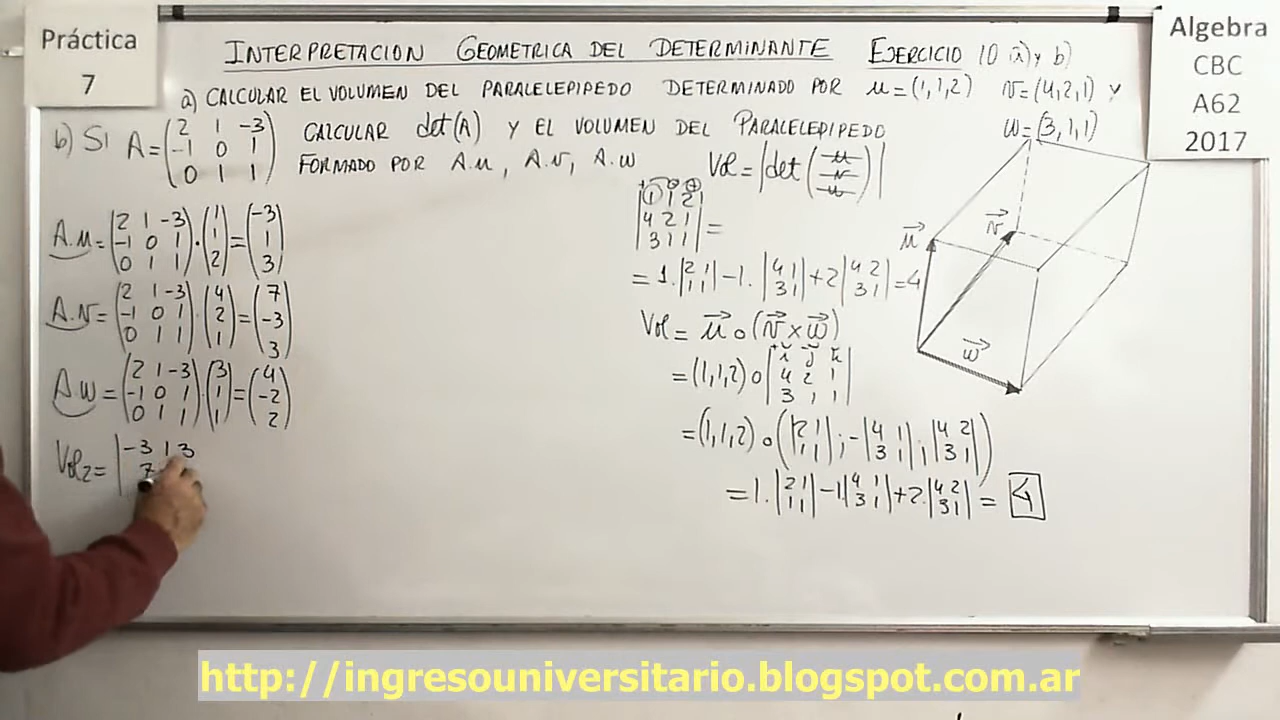 Práctica
7
INTERPRETACION GEOMETRICA DEL DETERMINANTE EJERCICIO 10 a) y b)
a) CALCULAR EL VOLUMEN DEL PARALELEPIPEDO DETERMINADO POR u=(1,1,2) v=(4,2,1) y
w=(3,1,1)
b) SI A = (2 1 -3
-1 0 1
0 1 1) CALCULAR det(A) Y EL VOLUMEN DEL PARALELEPIPEDO
FORMADO POR A.u, A.v, A.w
Algebra
CBC
A62
2017
A.u = (2 1 -3
-1 0 1
0 1 1) . (1
1
2) = (-3
1
3)
A.v = (2 1 -3
-1 0 1
0 1 1) . (4
2
1) = (7
-3
3)
A.w = (2 1 -3
-1 0 1
0 1 1) . (3
1
1) = (4
-2
2)
Vol2 = | -3 1 3
7
Vol = |det (u
v
w)|
+ - +
|1 1 2
4 2 1
3 1 1| =
= 1. |2 1
1 1| - 1. |4 1
3 1| + 2 |4 2
3 1| = 4
Vol = u o (v x w)
= (1,1,2) o |i j k
4 2 1
3 1 1|
= (1,1,2) o (|2 1
1 1| ; - |4 1
3 1| ; |4 2
3 1|)
= 1. |2 1
1 1| - 1 |4 1
3 1| + 2. |4 2
3 1| = 4
u
v
w
http://ingresouniversitario.blogspot.com.ar